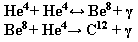 He⁴+ He⁴↔ Be⁸+ γ
Be⁸+ He⁴→ C¹² + γ